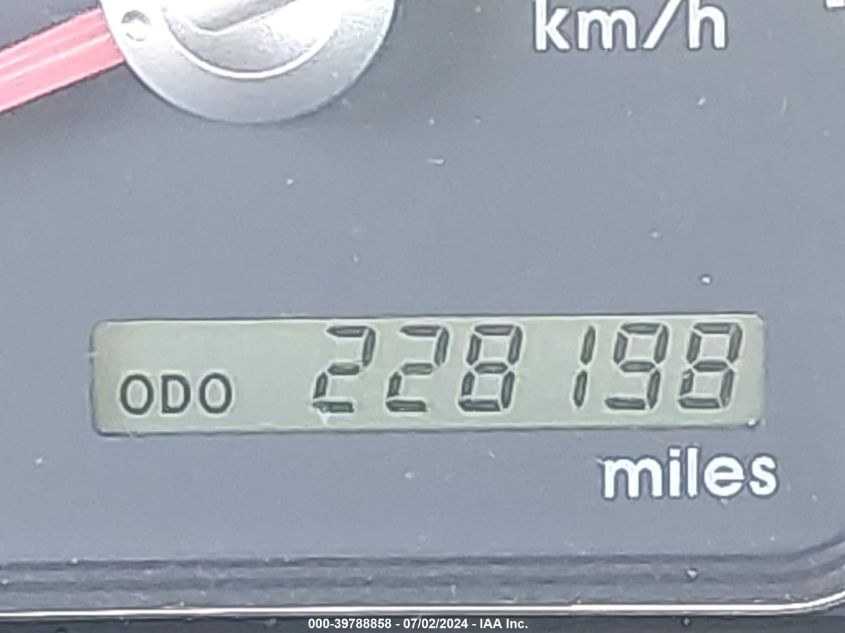 km/h
ODO 228198
miles
000-39788858 - 07/02/2024 - IAA Inc.